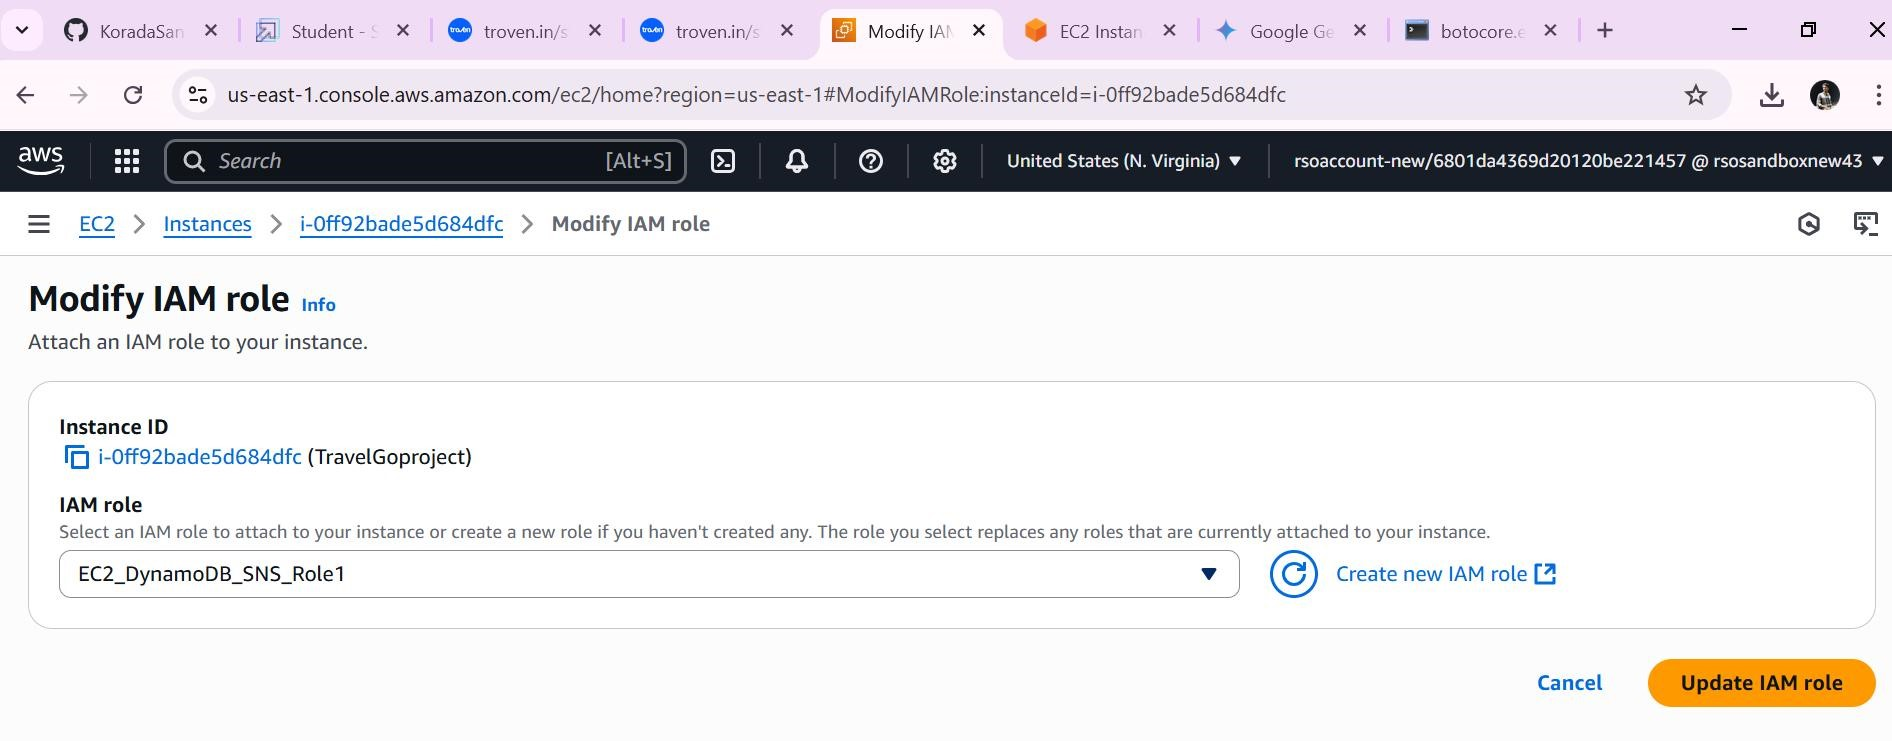 KoradaSan
Student - S
troven.in/s
troven.in/s
Modify IAM
EC2 Instan
Google Ge
botocore.e
us-east-1.console.aws.amazon.com/ec2/home?region=us-east-1#ModifyIAMRole:instanceId=i-0ff92bade5d684dfc
aws
Search
[Alt+S]
United States (N. Virginia)
rsoaccount-new/6801da4369d20120be221457 @ rsosandboxnew43
EC2 > Instances > i-0ff92bade5d684dfc > Modify IAM role
Modify IAM role Info
Attach an IAM role to your instance.
Instance ID
i-0ff92bade5d684dfc (TravelGoproject)
IAM role
Select an IAM role to attach to your instance or create a new role if you haven't created any. The role you select replaces any roles that are currently attached to your instance.
EC2_DynamoDB_SNS_Role1
Create new IAM role
Cancel
Update IAM role